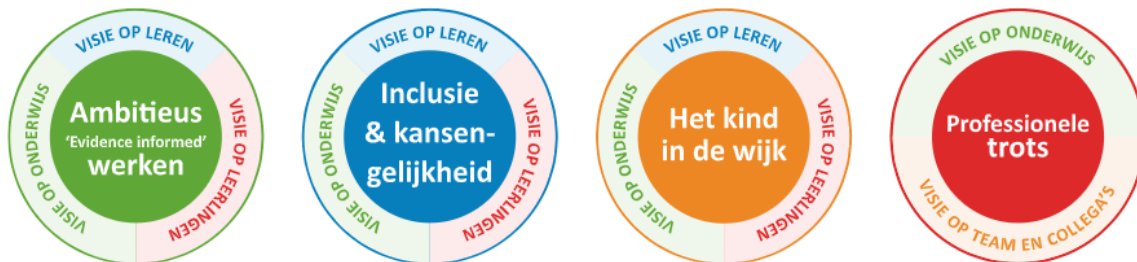 VISIE OP LEREN
VISIE OP ONDERWIJS
VISIE OP LEERLINGEN
Ambitieus
‘Evidence informed’
werken
VISIE OP LEREN
VISIE OP ONDERWIJS
VISIE OP LEERLINGEN
Inclusie
& kansen-
gelijkheid
VISIE OP LEREN
VISIE OP ONDERWIJS
VISIE OP LEERLINGEN
Het kind
in de wijk
VISIE OP ONDERWIJS
Professionele
trots
VISIE OP TEAM EN COLLEGA'S